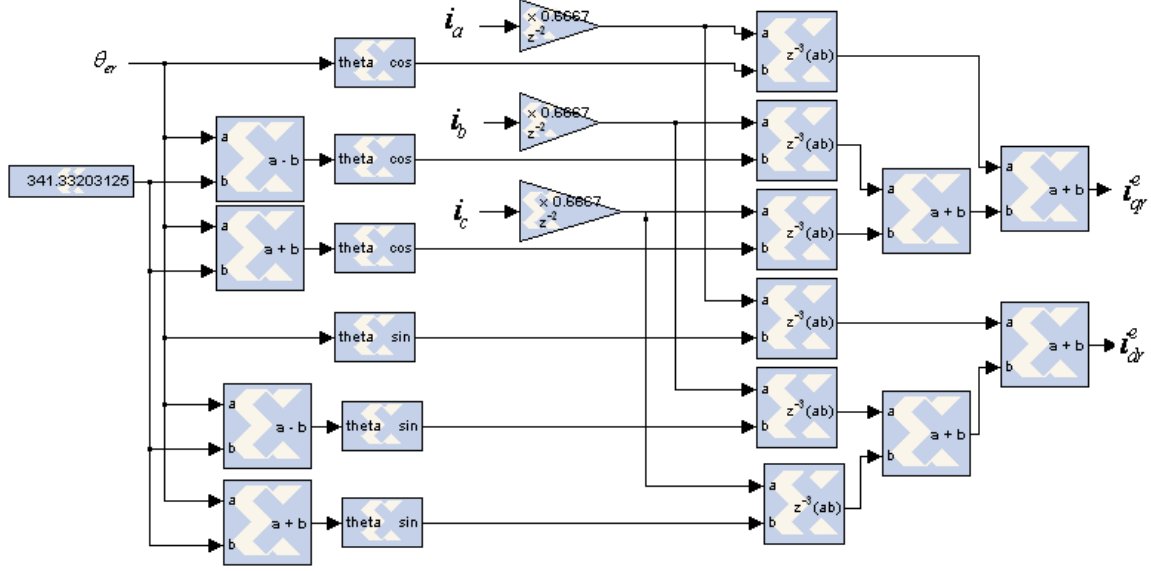 i_a
× 0.6667
z⁻²
a
b
z⁻³(ab)
θ_er
theta cos
i_b
× 0.6667
z⁻²
a
b
z⁻³(ab)
a
b
a - b
theta cos
341.33203125
a
b
a + b
a
b
a + b
i^e_qr
i_c
× 0.6667
z⁻²
a
b
z⁻³(ab)
a
b
a + b
theta cos
a
b
z⁻³(ab)
theta sin
a
b
a + b
i^e_dr
a
b
z⁻³(ab)
a
b
a - b
theta sin
a
b
a + b
a
b
z⁻³(ab)
a
b
a + b
theta sin